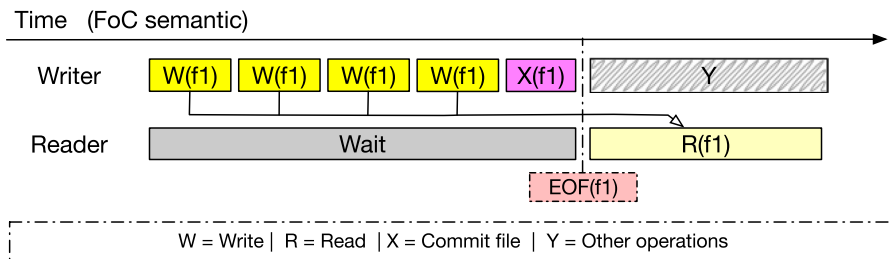 Time (FoC semantic)
Writer W(f1) W(f1) W(f1) W(f1) X(f1) Y
Reader Wait R(f1)
EOF(f1)
W = Write | R = Read | X = Commit file | Y = Other operations